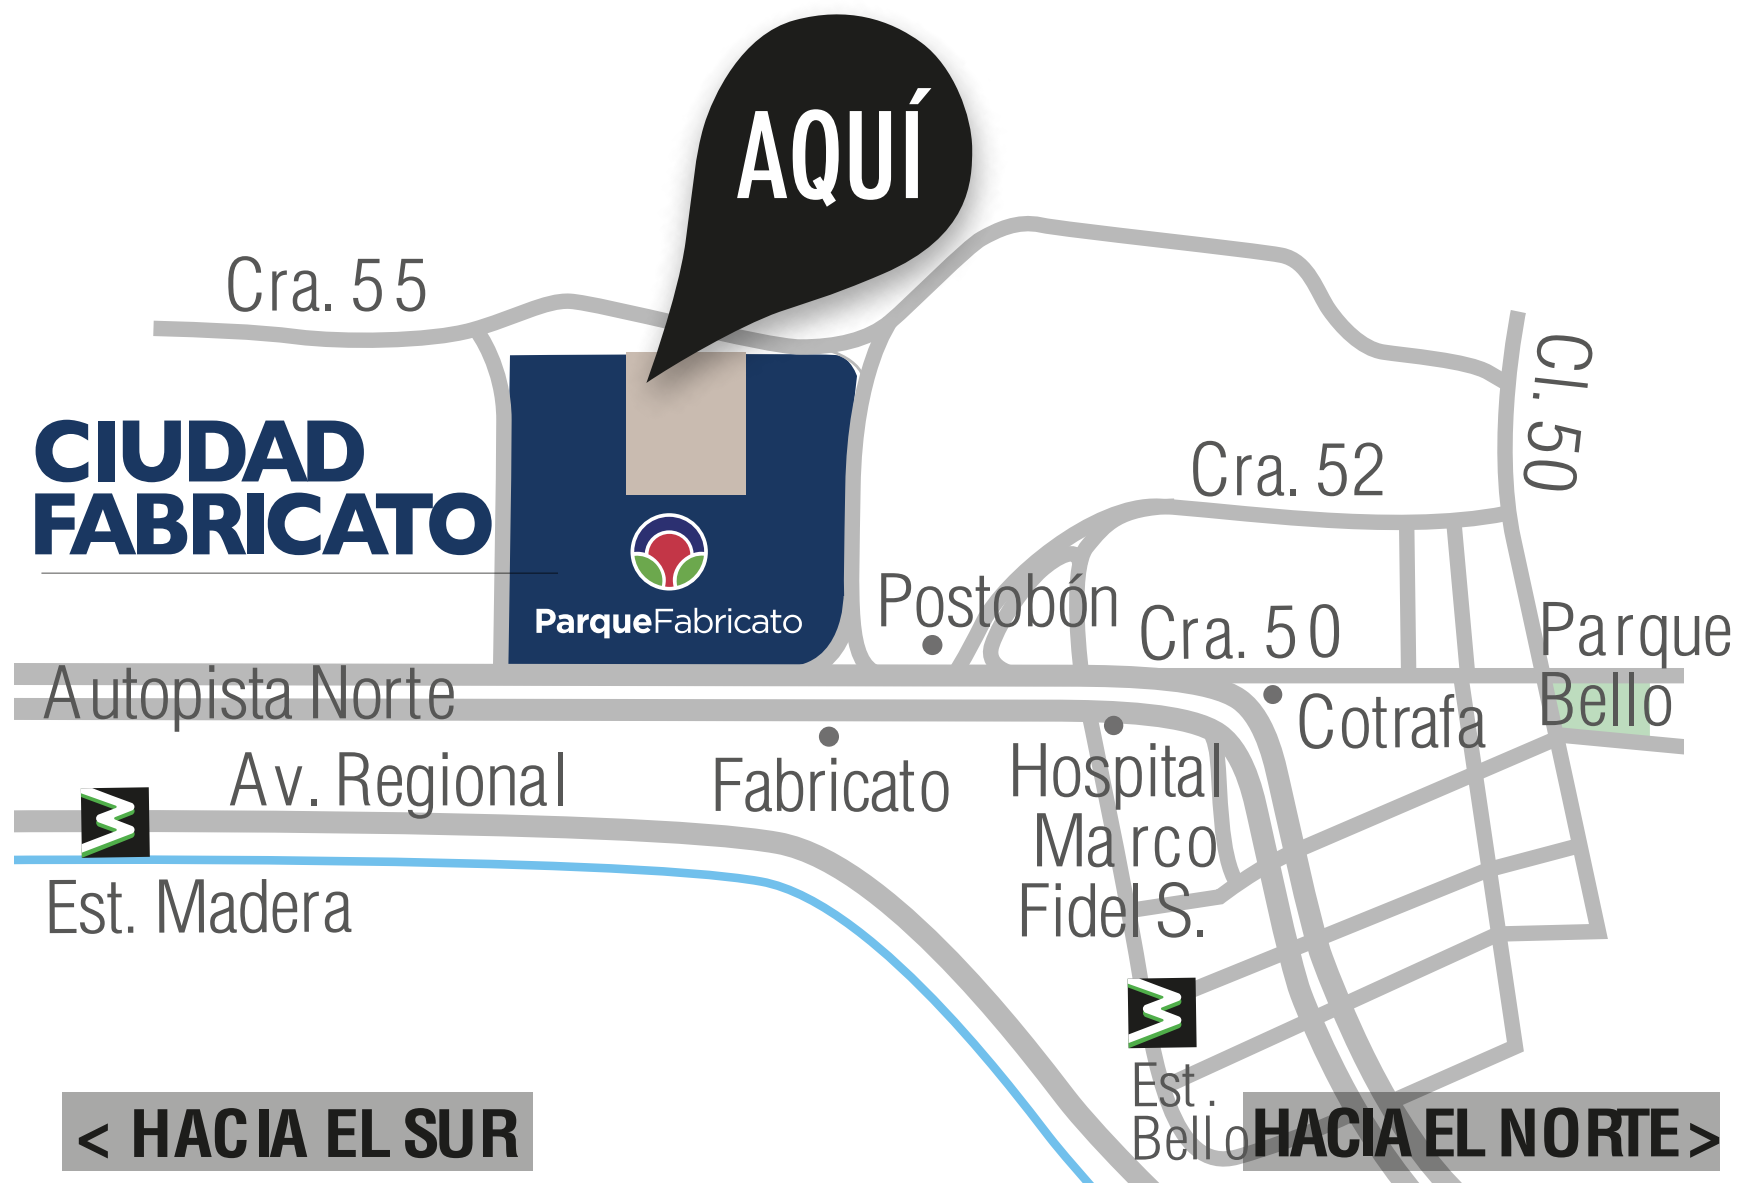 AQUÍ
Cra. 55
Cl. 50
CIUDAD
FABRICATO
Cra. 52
ParqueFabricato
Postobón
Cra. 50
Parque
Bello
Autopista Norte
Cotrafa
Av. Regional
Fabricato
Hospital
Marco
Fidel S.
Est. Madera
Est.
Bello
< HACIA EL SUR
HACIA EL NORTE >